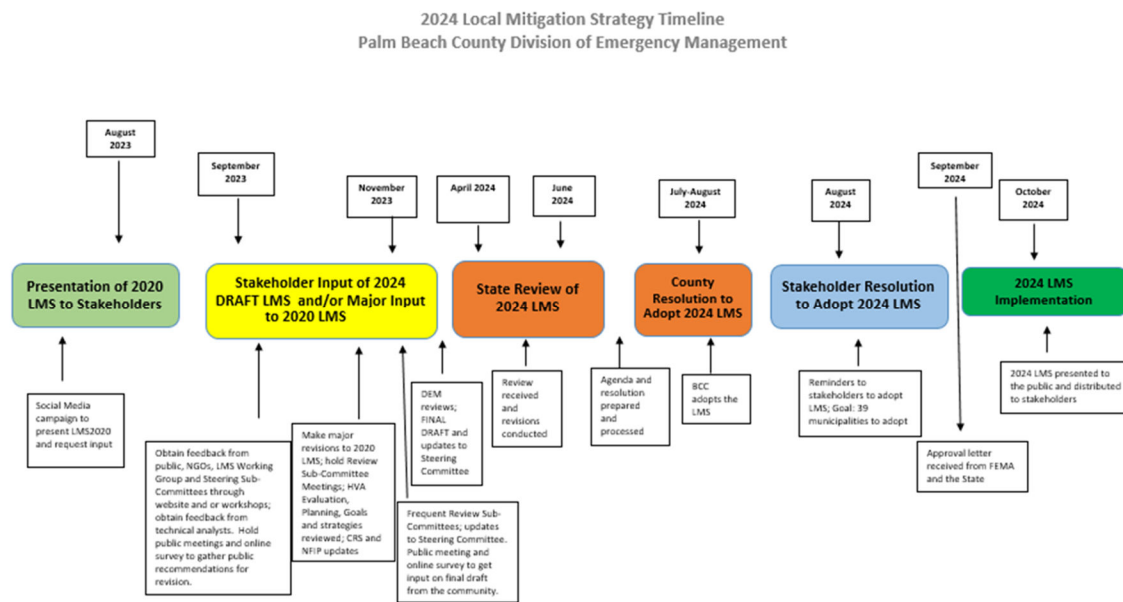 2024 Local Mitigation Strategy Timeline
Palm Beach County Division of Emergency Management
August
2023
September
2023
November
2023
April 2024
June
2024
July-August
2024
August
2024
September
2024
October
2024
Presentation of 2020
LMS to Stakeholders
Stakeholder Input of 2024
DRAFT LMS and/or Major Input
to 2020 LMS
State Review of
2024 LMS
County
Resolution to
Adopt 2024 LMS
Stakeholder Resolution
to Adopt 2024 LMS
2024 LMS
Implementation
Social Media
campaign to
present LMS2020
and request input
Obtain feedback from
public, NGOs, LMS Working
Group and Steering Sub-
Committees through
website and or workshops;
obtain feedback from
technical analysts. Hold
public meetings and online
survey to gather public
recommendations for
revision.
Make major
revisions to 2020
LMS; hold Review
Sub-Committee
Meetings; HVA
Evaluation,
Planning, Goals
and strategies
reviewed; CRS and
NFIP updates
Frequent Review Sub-
Committees; updates
to Steering Committee.
Public meeting and
online survey to get
input on final draft
from the community.
DEM
reviews;
FINAL
DRAFT and
updates to
Steering
Committee
Review
received and
revisions
conducted
Agenda and
resolution
prepared
and
processed
BCC
adopts the
LMS
Reminders to
stakeholders to adopt
LMS; Goal: 39
municipalities to adopt
Approval letter
received from FEMA
and the State
2024 LMS presented to
the public and distributed
to stakeholders